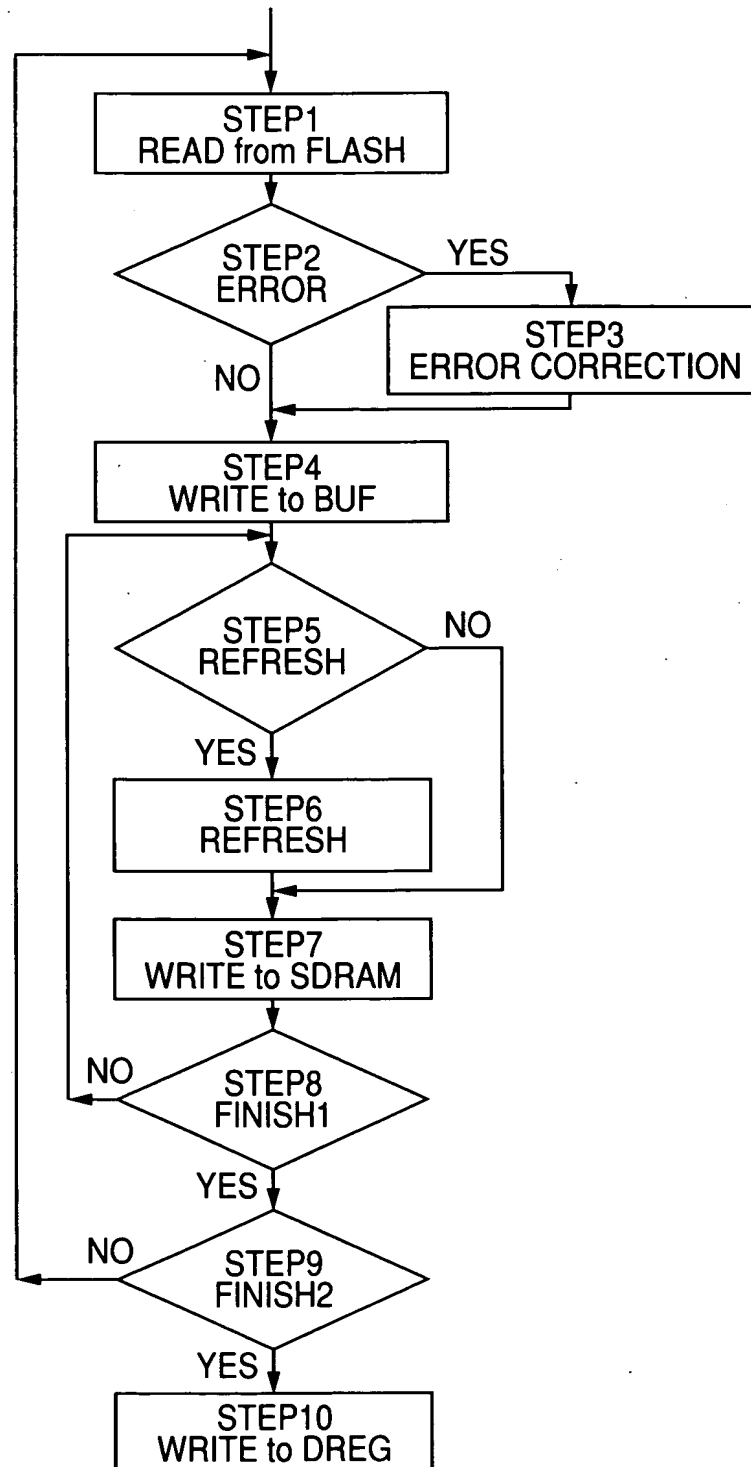 STEP1
READ from FLASH
STEP2
ERROR
YES
STEP3
ERROR CORRECTION
NO
STEP4
WRITE to BUF
STEP5
REFRESH
NO
YES
STEP6
REFRESH
STEP7
WRITE to SDRAM
NO
STEP8
FINISH1
YES
NO
STEP9
FINISH2
YES
STEP10
WRITE to DREG